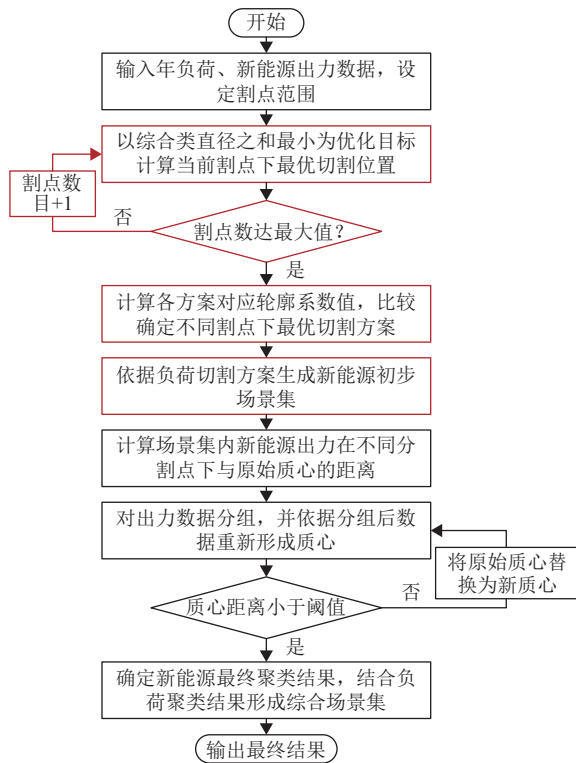 开始
输入年负荷、新能源出力数据，设
定割点范围
以综合类直径之和最小为优化目标
计算当前割点下最优切割位置
割点数
目+1
否
割点数达最大值？
是
计算各方案对应轮廓系数值，比较
确定不同割点下最优切割方案
依据负荷切割方案生成新能源初步
场景集
计算场景集内新能源出力在不同分
割点下与原始质心的距离
对出力数据分组，并依据分组后数
据重新形成质心
将原始质心替
换为新质心
质心距离小于阈值
否
是
确定新能源最终聚类结果，结合负
荷聚类结果形成综合场景集
输出最终结果